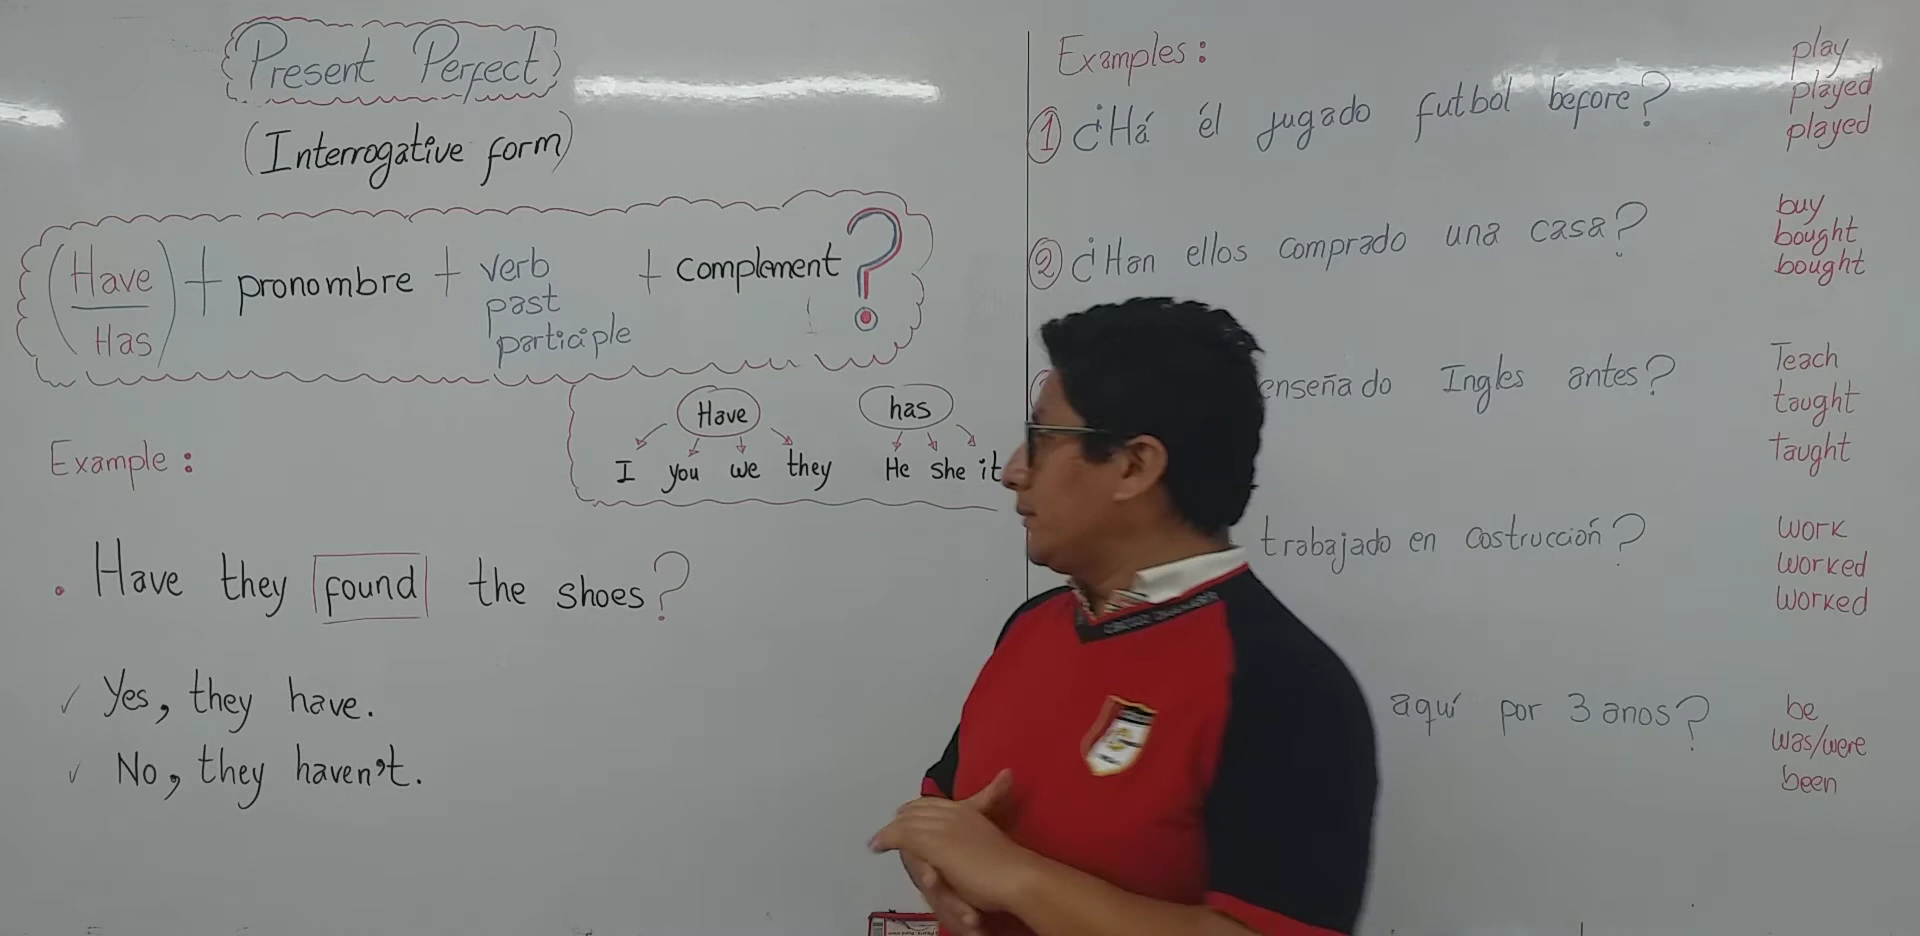 Present Perfect
(Interrogative form)
(Have / Has) + pronombre + verb past participle + complement ?
Have
I you we they
has
He she it
Example:
• Have they found the shoes?
✓ Yes, they have.
✓ No, they haven't.
Examples:
① ¿Há él jugado futbol before?
play
played
played
② ¿Han ellos comprado una casa?
buy
bought
bought
enseñado Ingles antes?
Teach
taught
taught
trabajado en costrucción?
work
worked
worked
aquí por 3 anos?
be
was/were
been